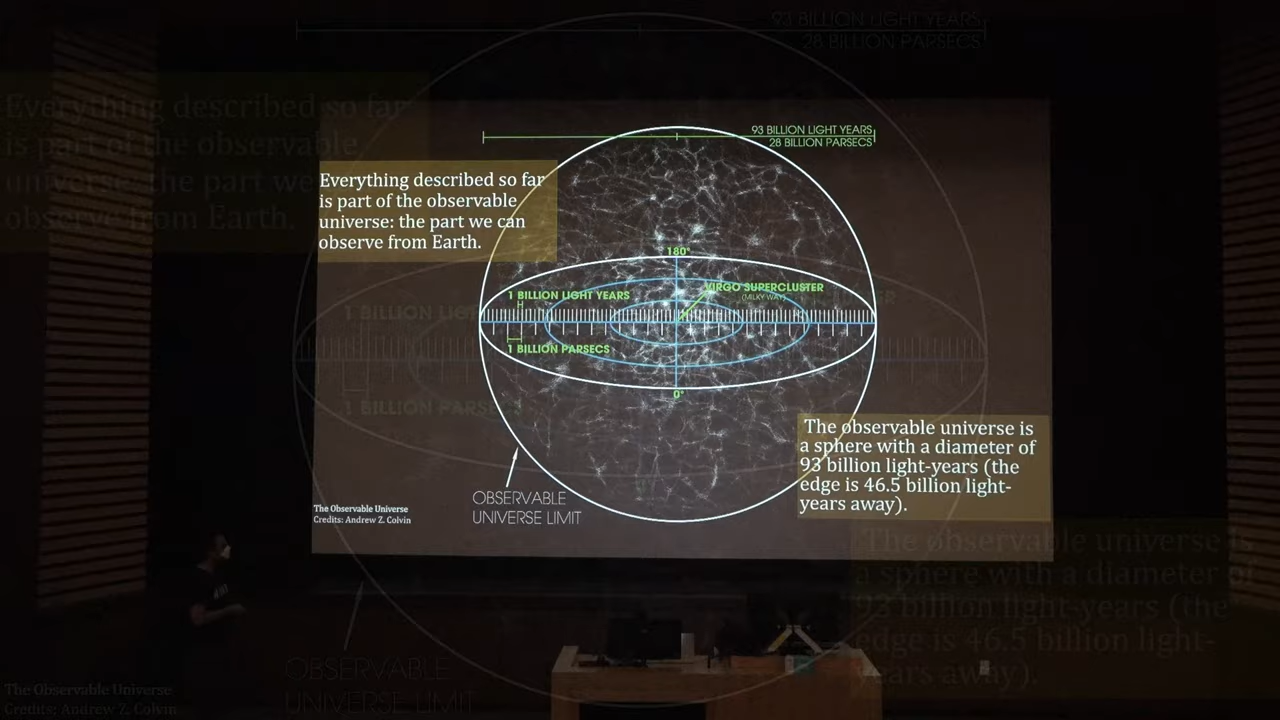 93 BILLION LIGHT YEARS
28 BILLION PARSECS
Everything described so far
is part of the observable
universe: the part we
observe from Earth.
93 BILLION LIGHT YEARS
28 BILLION PARSECS
Everything described so far
is part of the observable
universe: the part we can
observe from Earth.
180°
1 BILLION LIGHT YEARS
VIRGO SUPERCLUSTER
(MILKY WAY)
1 BILLION PARSECS
0°
1 BILLION LIG
1 BILLION PARSEC
The observable universe is
a sphere with a diameter of
93 billion light-years (the
edge is 46.5 billion light-
years away).
OBSERVABLE
UNIVERSE LIMIT
The Observable Universe
Credits: Andrew Z. Colvin
The observable universe is
a sphere with a diameter of
93 billion light-years (the
edge is 46.5 billion light-
years away).
OBSERVABLE
UNIVERSE LIMIT
The Observable Universe
Credits: Andrew Z. Colvin